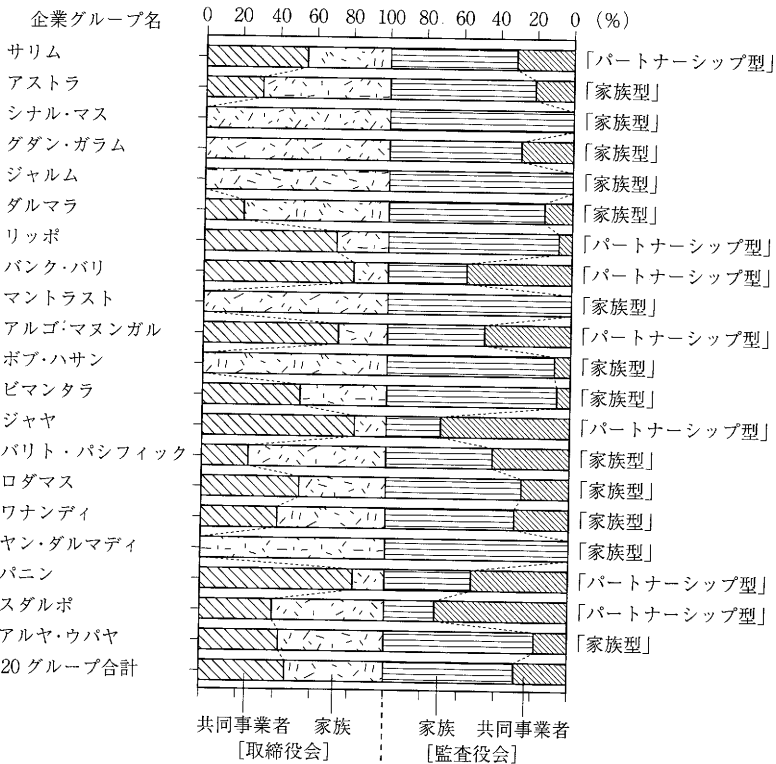 企業グループ名 0 20 40 60 80 100 80 60 40 20 0 (%)
サリム 「パートナーシップ型」
アストラ 「家族型」
シナル・マス 「家族型」
グダン・ガラム 「家族型」
ジャルム 「家族型」
ダルマラ 「家族型」
リッポ 「パートナーシップ型」
バンク・バリ 「パートナーシップ型」
マントラスト 「家族型」
アルゴ・マヌンガル 「パートナーシップ型」
ボブ・ハサン 「家族型」
ビマンタラ 「家族型」
ジャヤ 「パートナーシップ型」
バリト・パシフィック 「家族型」
ロダマス 「家族型」
ワナンディ 「家族型」
ヤン・ダルマディ 「家族型」
パニン 「パートナーシップ型」
スダルポ 「パートナーシップ型」
アルヤ・ウパヤ 「家族型」
20グループ合計
共同事業者 家族 家族 共同事業者
[取締役会] [監査役会]